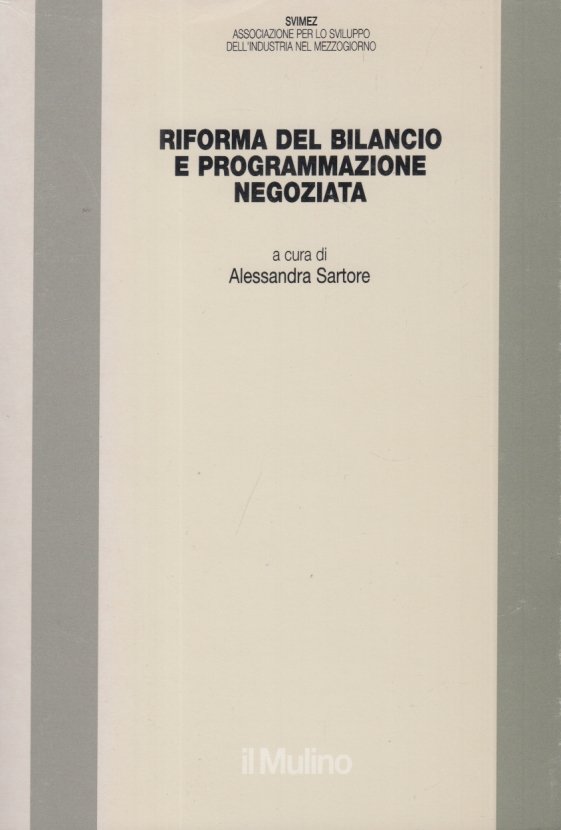 SVIMEZ
ASSOCIAZIONE PER LO SVILUPPO
DELL'INDUSTRIA NEL MEZZOGIORNO
RIFORMA DEL BILANCIO
E PROGRAMMAZIONE
NEGOZIATA
a cura di
Alessandra Sartore
il Mulino